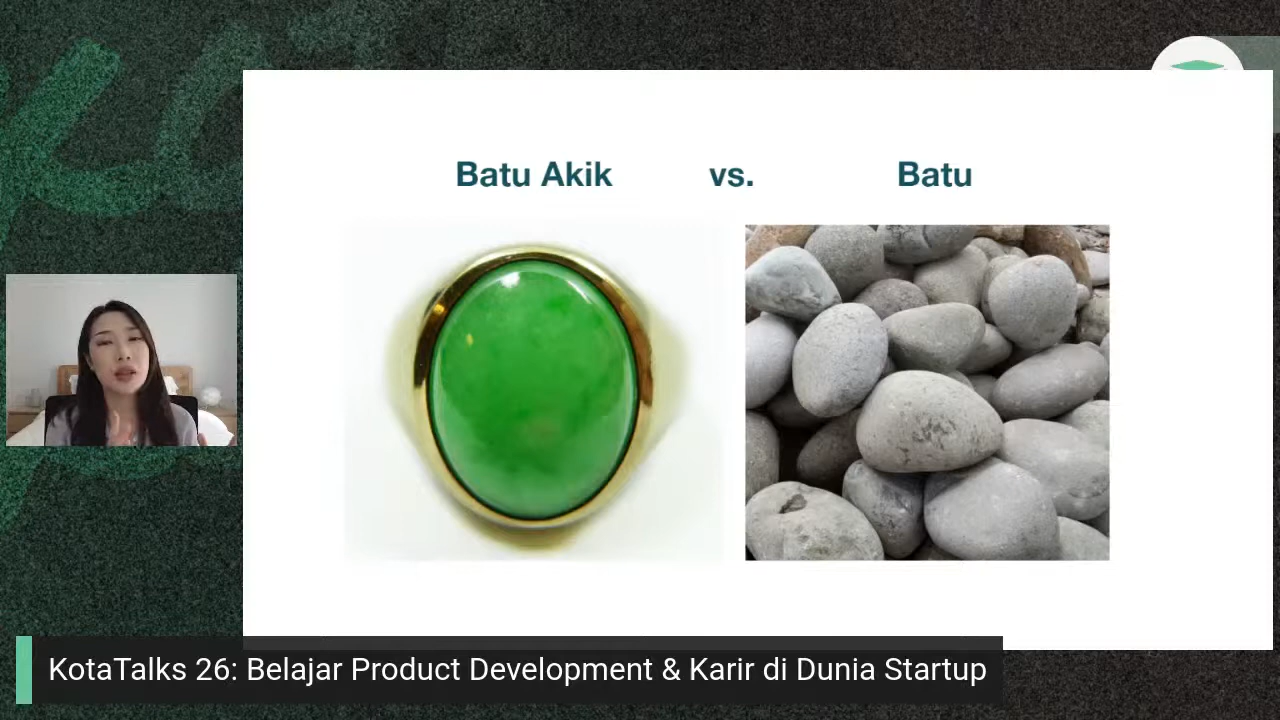 Batu Akik vs. Batu
KotaTalks 26: Belajar Product Development & Karir di Dunia Startup